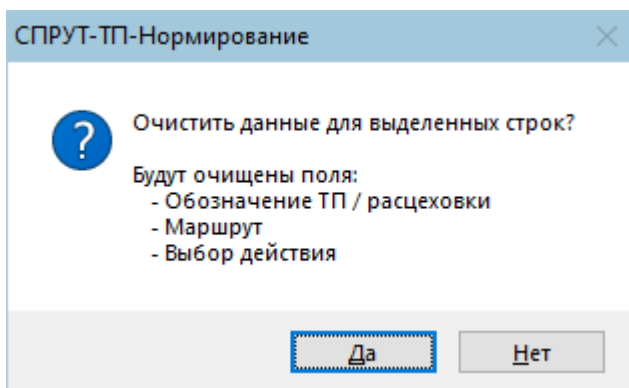 СПРУТ-ТП-Нормирование
Очистить данные для выделенных строк?
Будут очищены поля:
- Обозначение ТП / расцеховки
- Маршрут
- Выбор действия
Да
Нет